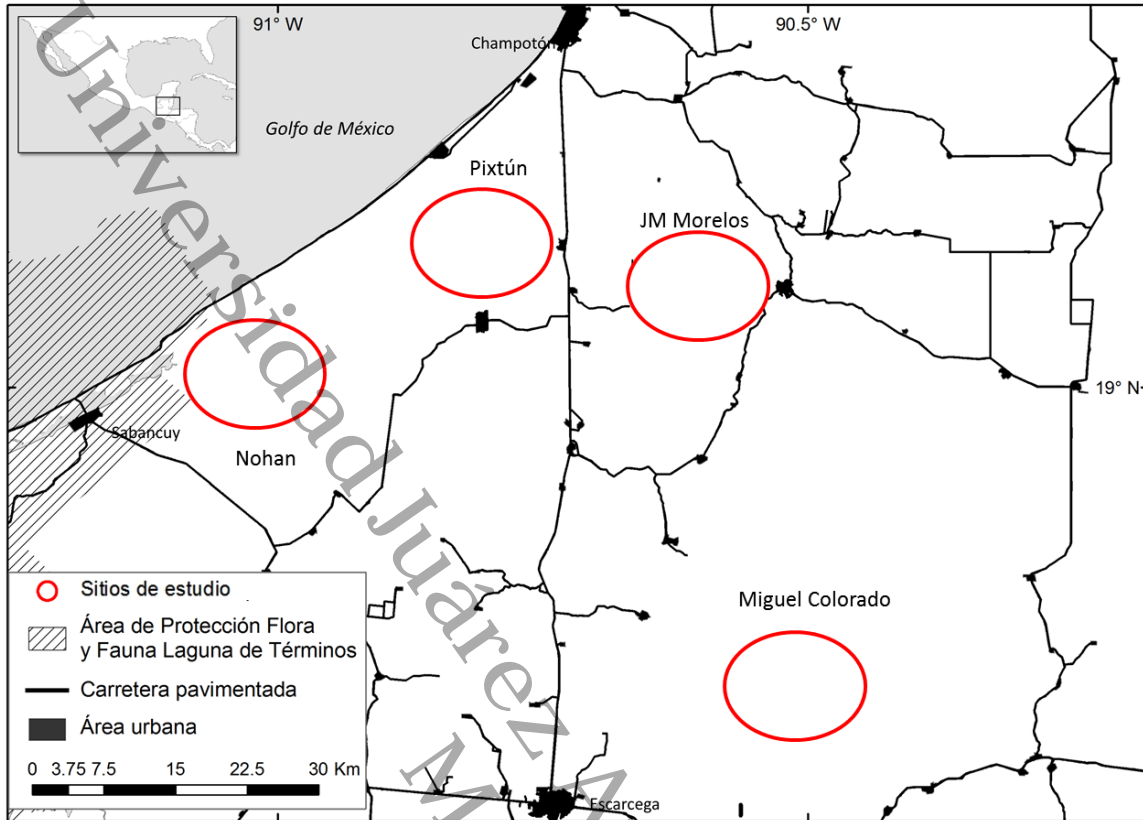 91° W
90.5° W
Champotón
Golfo de México
Pixtún
JM Morelos
19° N
Sabancuy
Nohan
Miguel Colorado
Sitios de estudio
Área de Protección Flora
y Fauna Laguna de Términos
Carretera pavimentada
Área urbana
0 3.75 7.5 15 22.5 30 Km
Escarcega
Universidad Juárez A
M